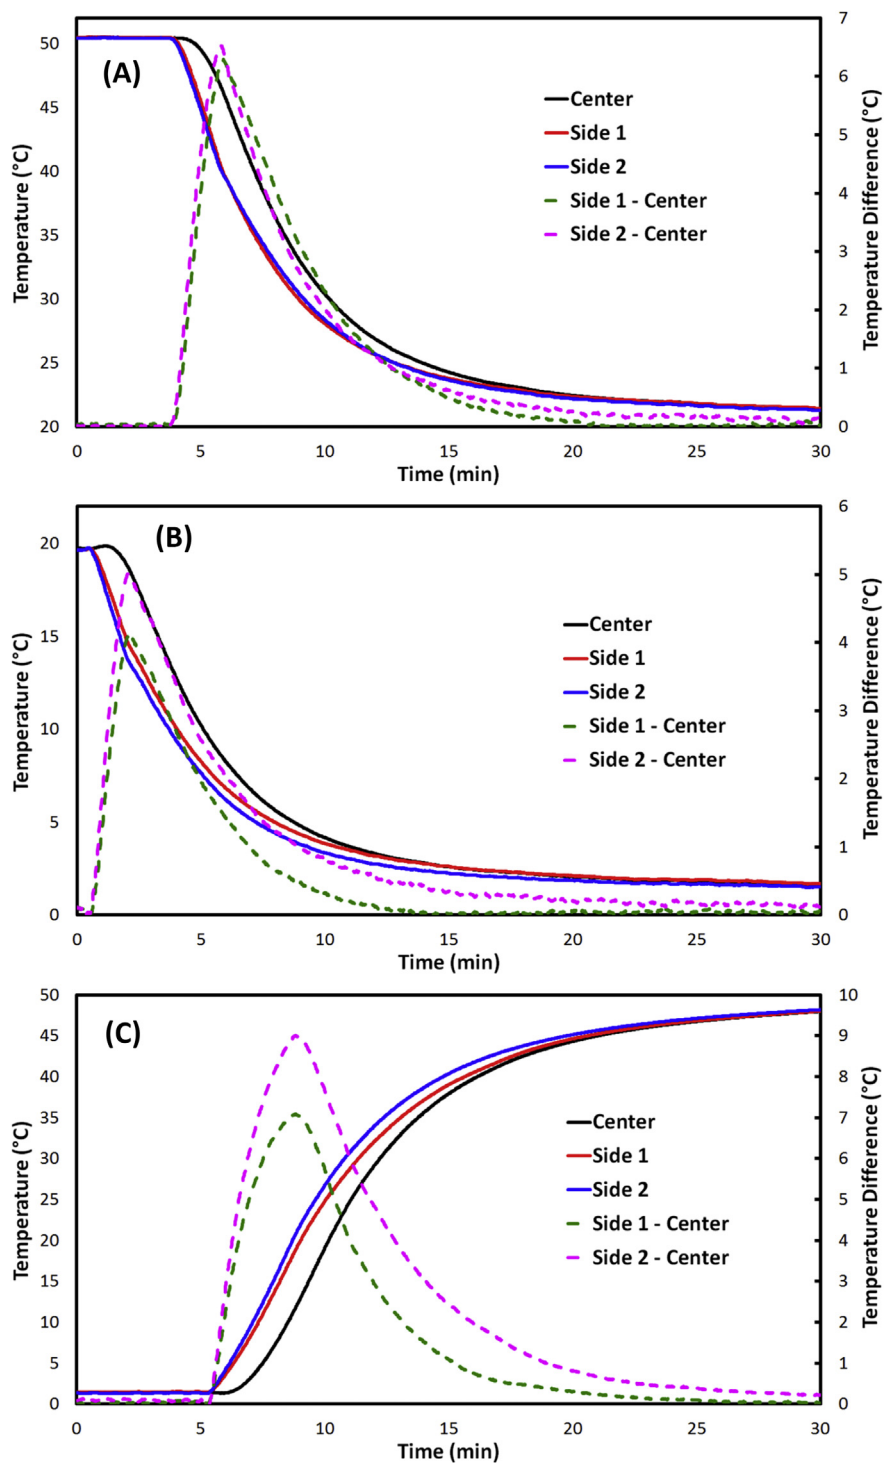 (A)
50
45
40
35
30
25
20
Temperature (°C)
7
6
5
4
3
2
1
0
Temperature Difference (°C)
Center
Side 1
Side 2
Side 1 - Center
Side 2 - Center
0 5 10 15 20 25 30
Time (min)
(B)
20
15
10
5
0
Temperature (°C)
6
5
4
3
2
1
0
Temperature Difference (°C)
Center
Side 1
Side 2
Side 1 - Center
Side 2 - Center
0 5 10 15 20 25 30
Time (min)
(C)
50
45
40
35
30
25
20
15
10
5
0
Temperature (°C)
10
9
8
7
6
5
4
3
2
1
0
Temperature Difference (°C)
Center
Side 1
Side 2
Side 1 - Center
Side 2 - Center
0 5 10 15 20 25 30
Time (min)